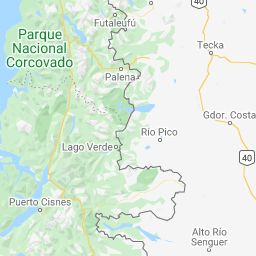 40
Futaleufú
Parque
Nacional
Corcovado
Tecka
Palena
Gdor. Costa
Río Pico
Lago Verde
40
Puerto Cisnes
Alto Río
Senguer